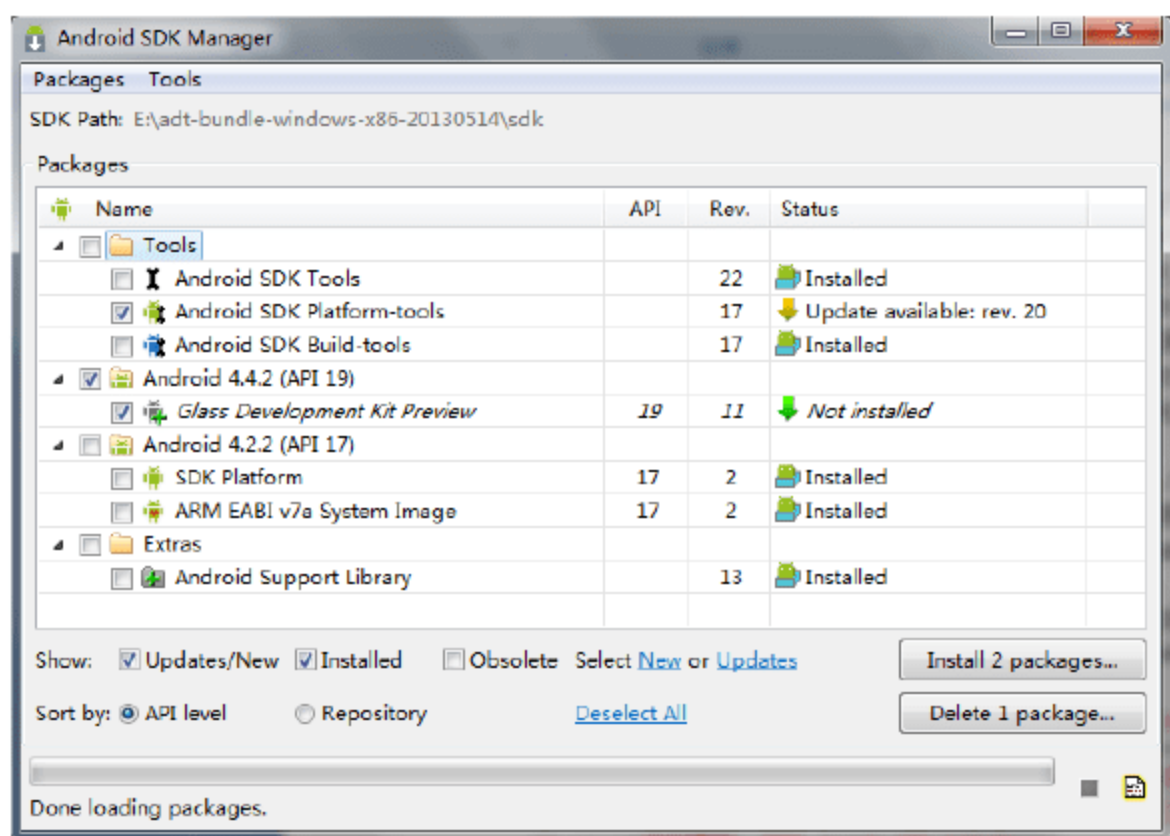 Android SDK Manager
Packages Tools
SDK Path: E:\adt-bundle-windows-x86-20130514\sdk
Packages
Name API Rev. Status
Tools
Android SDK Tools 22 Installed
Android SDK Platform-tools 17 Update available: rev. 20
Android SDK Build-tools 17 Installed
Android 4.4.2 (API 19)
Glass Development Kit Preview 19 11 Not installed
Android 4.2.2 (API 17)
SDK Platform 17 2 Installed
ARM EABI v7a System Image 17 2 Installed
Extras
Android Support Library 13 Installed
Show: Updates/New Installed Obsolete Select New or Updates Install 2 packages...
Sort by: API level Repository Deselect All Delete 1 package...
Done loading packages.